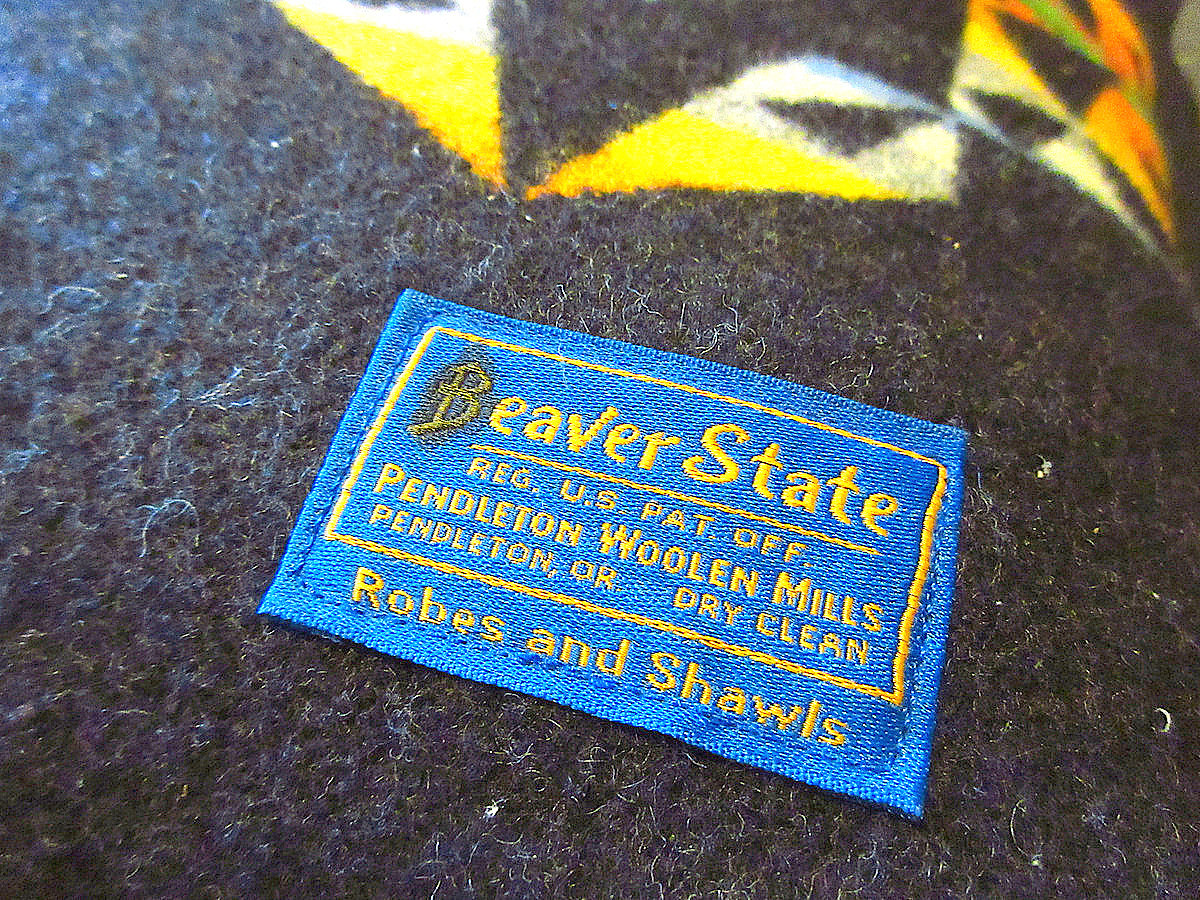 Beaver State
REG. U.S PAT. OFF.
PENDLETON WOOLEN MILLS
PENDLETON, OR. DRY CLEAN
Robes and Shawls